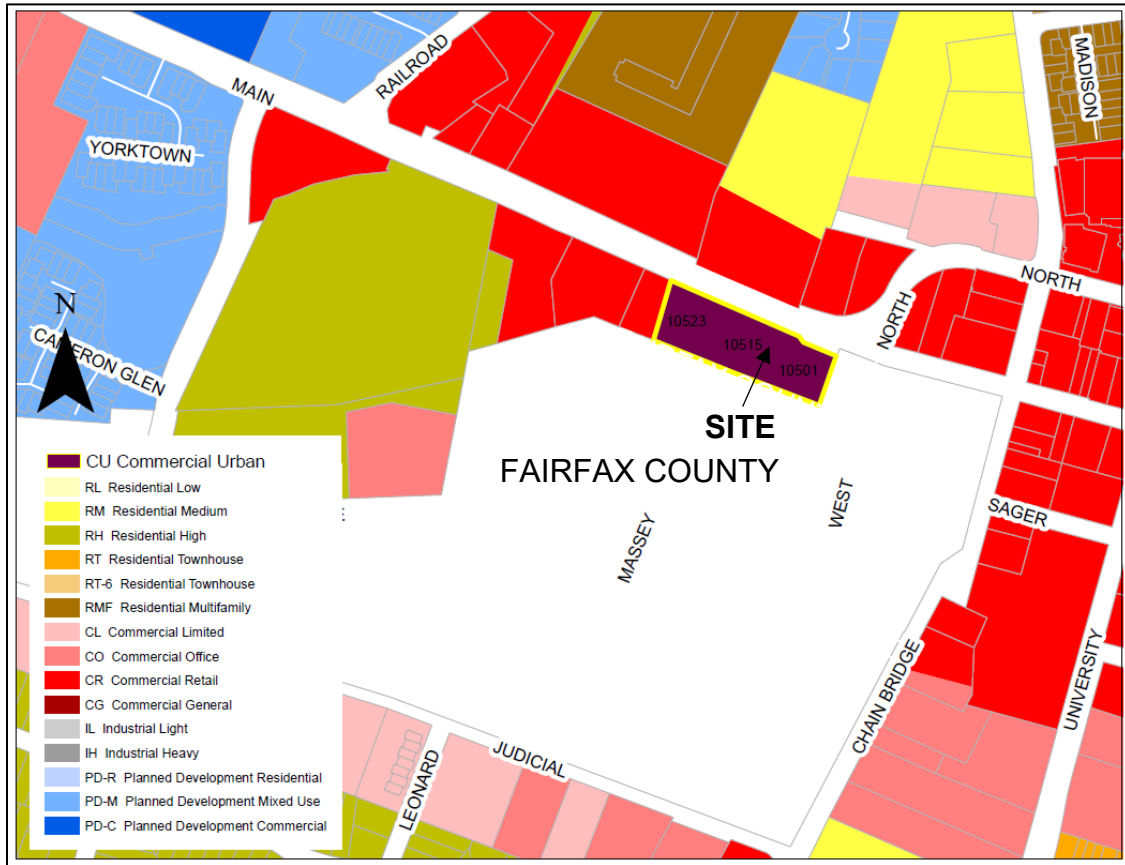 MAIN
RAILROAD
MADISON
YORKTOWN
NORTH
N
10523
10515
10501
NORTH
CAMERON GLEN
SITE
FAIRFAX COUNTY
MASSEY
WEST
SAGER
CU Commercial Urban
RL Residential Low
RM Residential Medium
RH Residential High
RT Residential Townhouse
RT-6 Residential Townhouse
RMF Residential Multifamily
CL Commercial Limited
CO Commercial Office
CR Commercial Retail
CG Commercial General
IL Industrial Light
IH Industrial Heavy
PD-R Planned Development Residential
PD-M Planned Development Mixed Use
PD-C Planned Development Commercial
LEONARD
JUDICIAL
CHAIN BRIDGE
UNIVERSITY